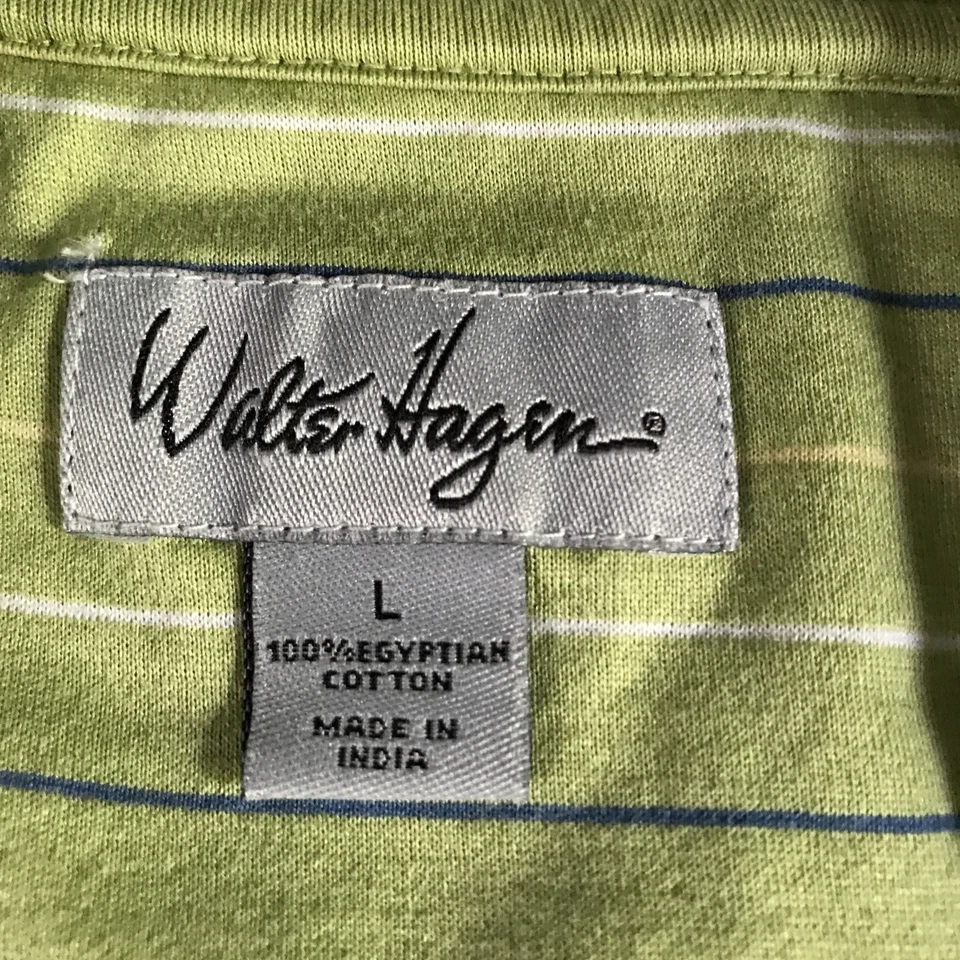 Walter Hagen®
L
100%EGYPTIAN
COTTON
MADE IN
INDIA